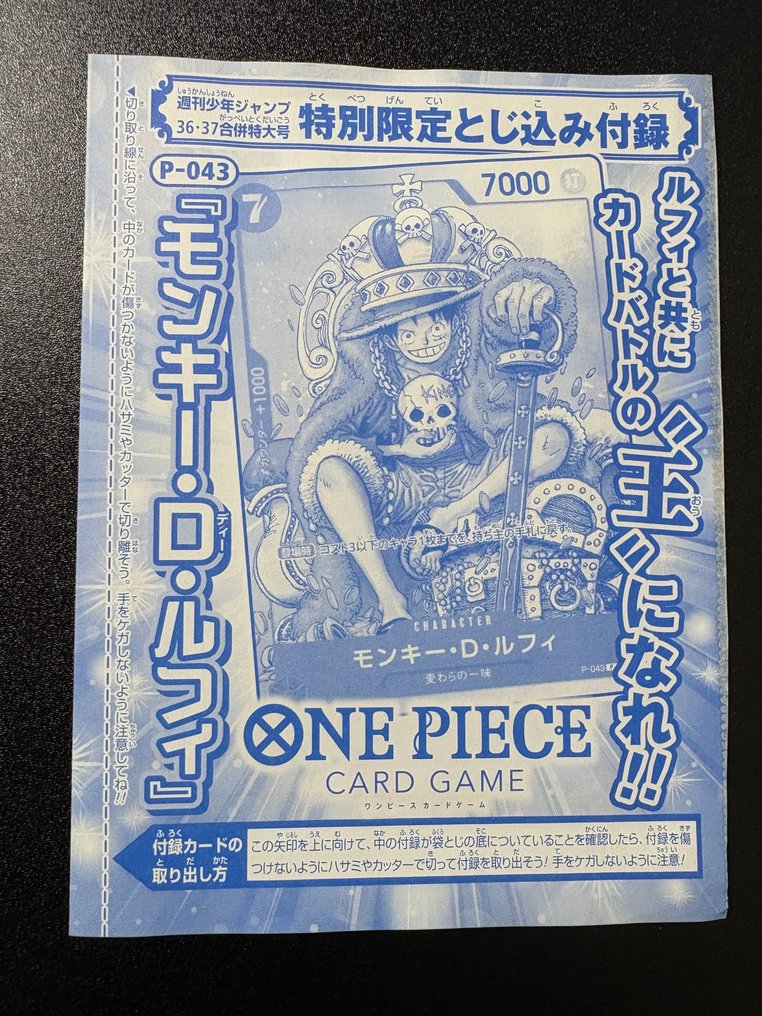 週刊少年ジャンプ
36・37合併特大号
特別限定とじ込み付録
P-043
『モンキー・D・ルフィ』
ルフィと共に
カードバトルの
〝王〟になれ!!
◀切り取り線に沿って、中のカードが傷つかないようにハサミやカッターで切り離そう。手をケガしないように注意してね!!
7
7000
打
カウンター +1000
登場時 コスト3以下のキャラ1枚までを、持ち主の手札に戻す。
CHARACTER
モンキー・D・ルフィ
麦わらの一味
P-043 P
ONE PIECE
CARD GAME
ワンピースカードゲーム
付録カードの
取り出し方
この矢印を上に向けて、中の付録が袋とじの底についていることを確認したら、付録を傷
つけないようにハサミやカッターで切って付録を取り出そう!手をケガしないように注意!